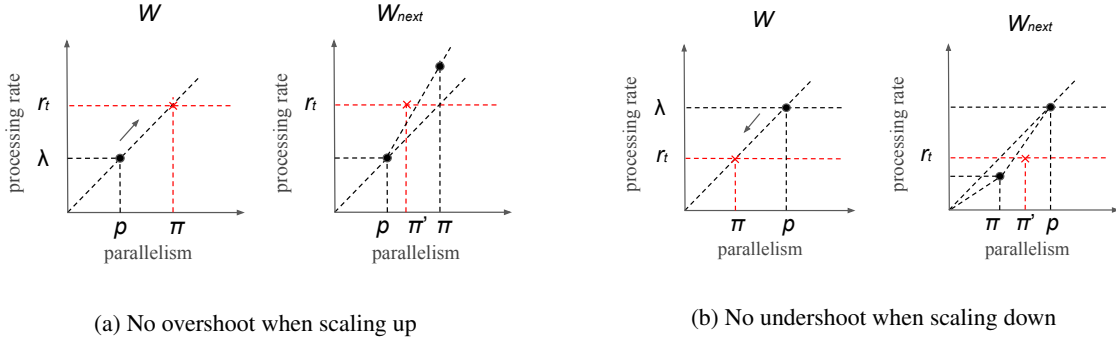 W
processing rate
rt
λ
p
π
parallelism
Wnext
processing rate
rt
p
π’
π
parallelism
(a) No overshoot when scaling up
W
processing rate
λ
rt
π
p
parallelism
Wnext
processing rate
rt
π
π’
p
parallelism
(b) No undershoot when scaling down